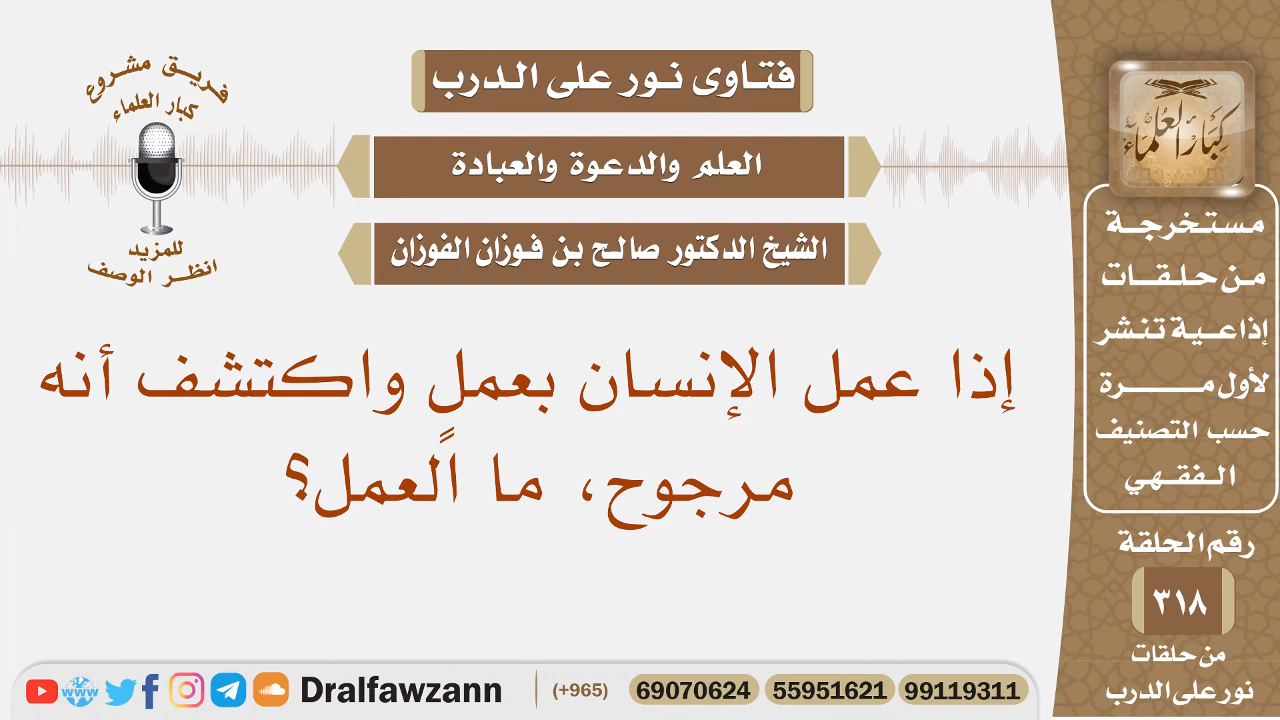 فتاوى نور على الدرب
العلم والدعوة والعبادة
الشيخ الدكتور صالح بن فوزان الفوزان
إذا عمل الإنسان بعملٍ واكتشف أنه
مرجوح، ما العمل؟
فريق مشروع
كبار العلماء
للمزيد
انظر الوصف
كبار العلماء
مستخرجة
من حلقات
إذاعية تنشر
لأول مرة
حسب التصنيف
الفقهي
رقم الحلقة
٣١٨
من حلقات
نور على الدرب
www Dralfawzann (+965) 69070624 55951621 99119311